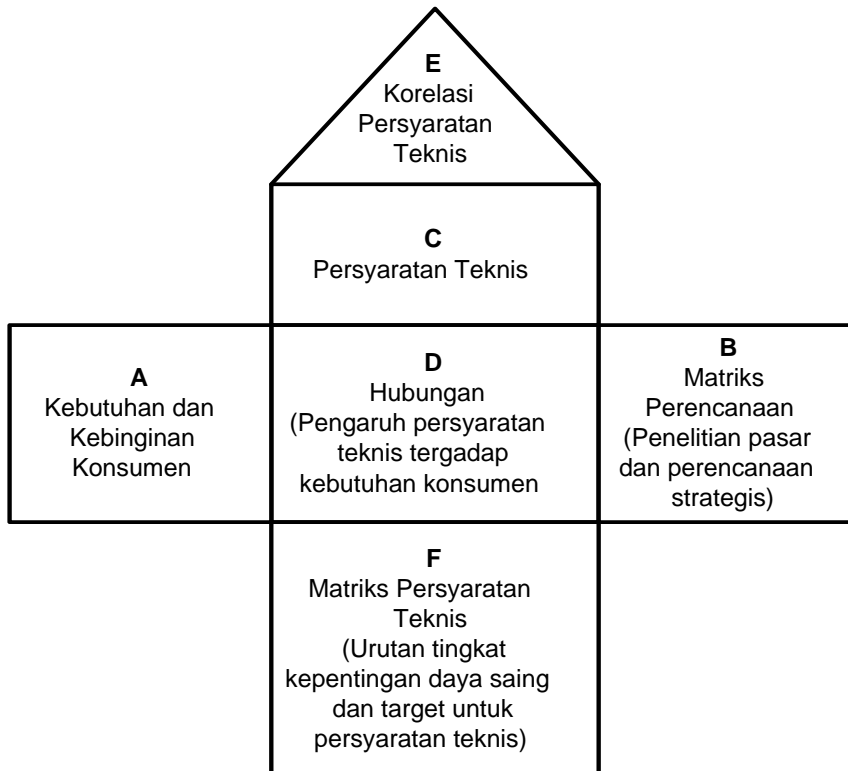 E
Korelasi
Persyaratan
Teknis
C
Persyaratan Teknis
A
Kebutuhan dan
Kebinginan
Konsumen
D
Hubungan
(Pengaruh persyaratan
teknis tergadap
kebutuhan konsumen
B
Matriks
Perencanaan
(Penelitian pasar
dan perencanaan
strategis)
F
Matriks Persyaratan
Teknis
(Urutan tingkat
kepentingan daya saing
dan target untuk
persyaratan teknis)